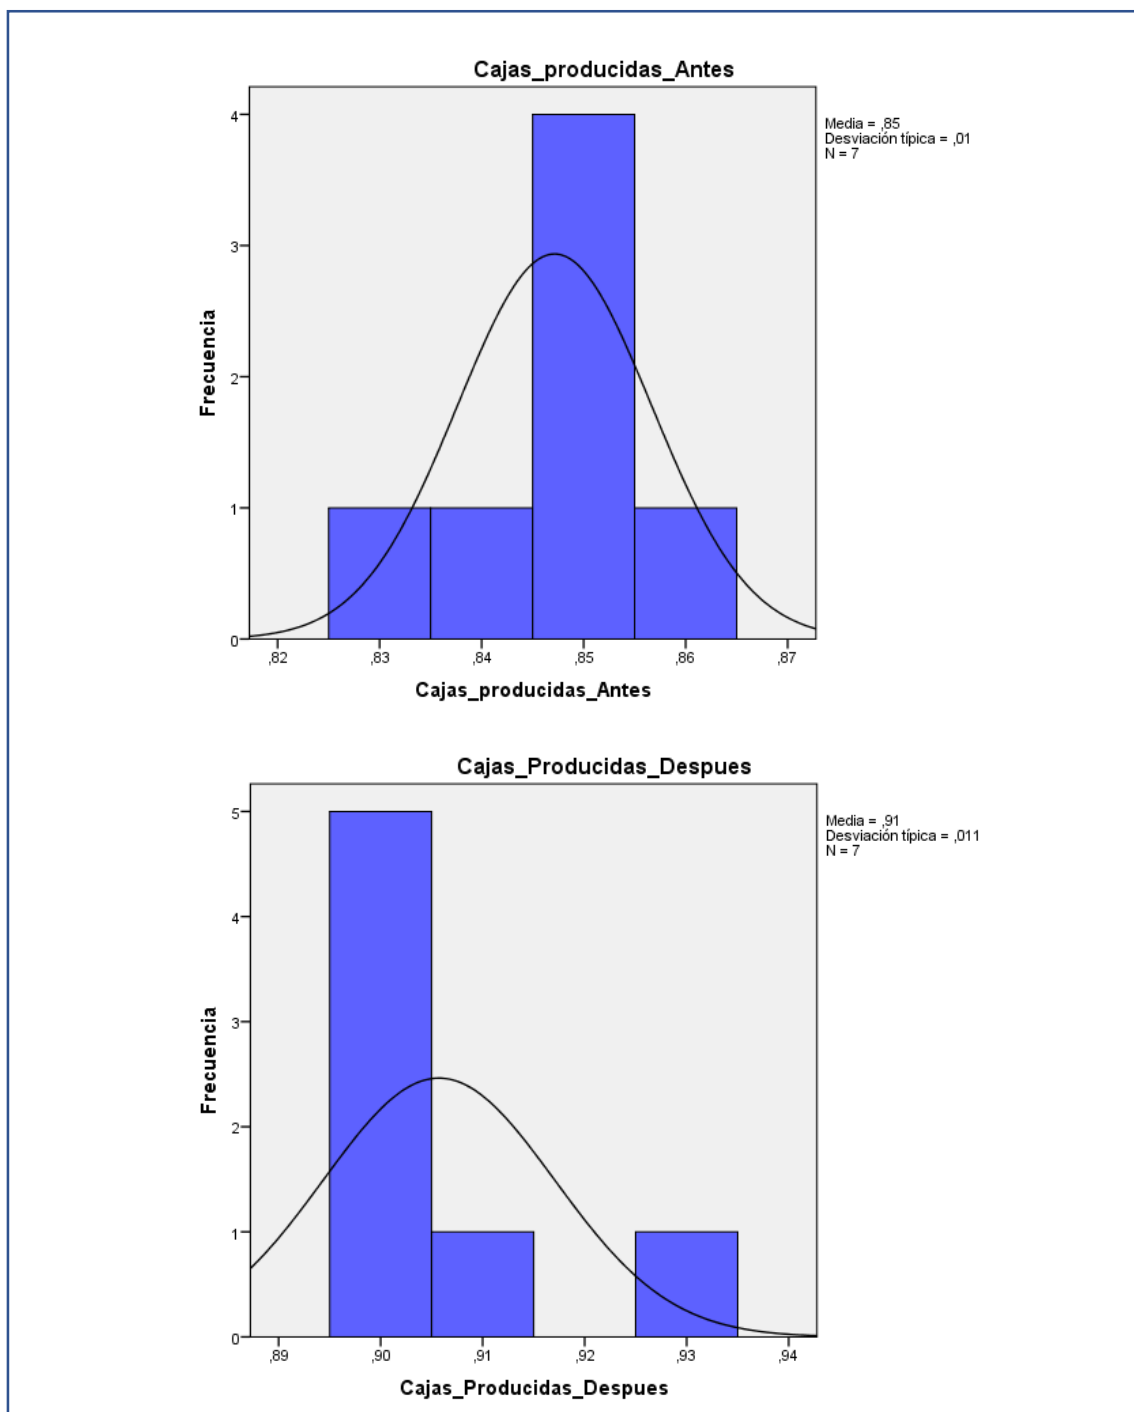 Cajas_producidas_Antes
Media = ,85
Desviación típica = ,01
N = 7
Frecuencia
4
3
2
1
0
,82 ,83 ,84 ,85 ,86 ,87
Cajas_producidas_Antes
Cajas_Producidas_Despues
Media = ,91
Desviación típica = ,011
N = 7
Frecuencia
5
4
3
2
1
0
,89 ,90 ,91 ,92 ,93 ,94
Cajas_Producidas_Despues